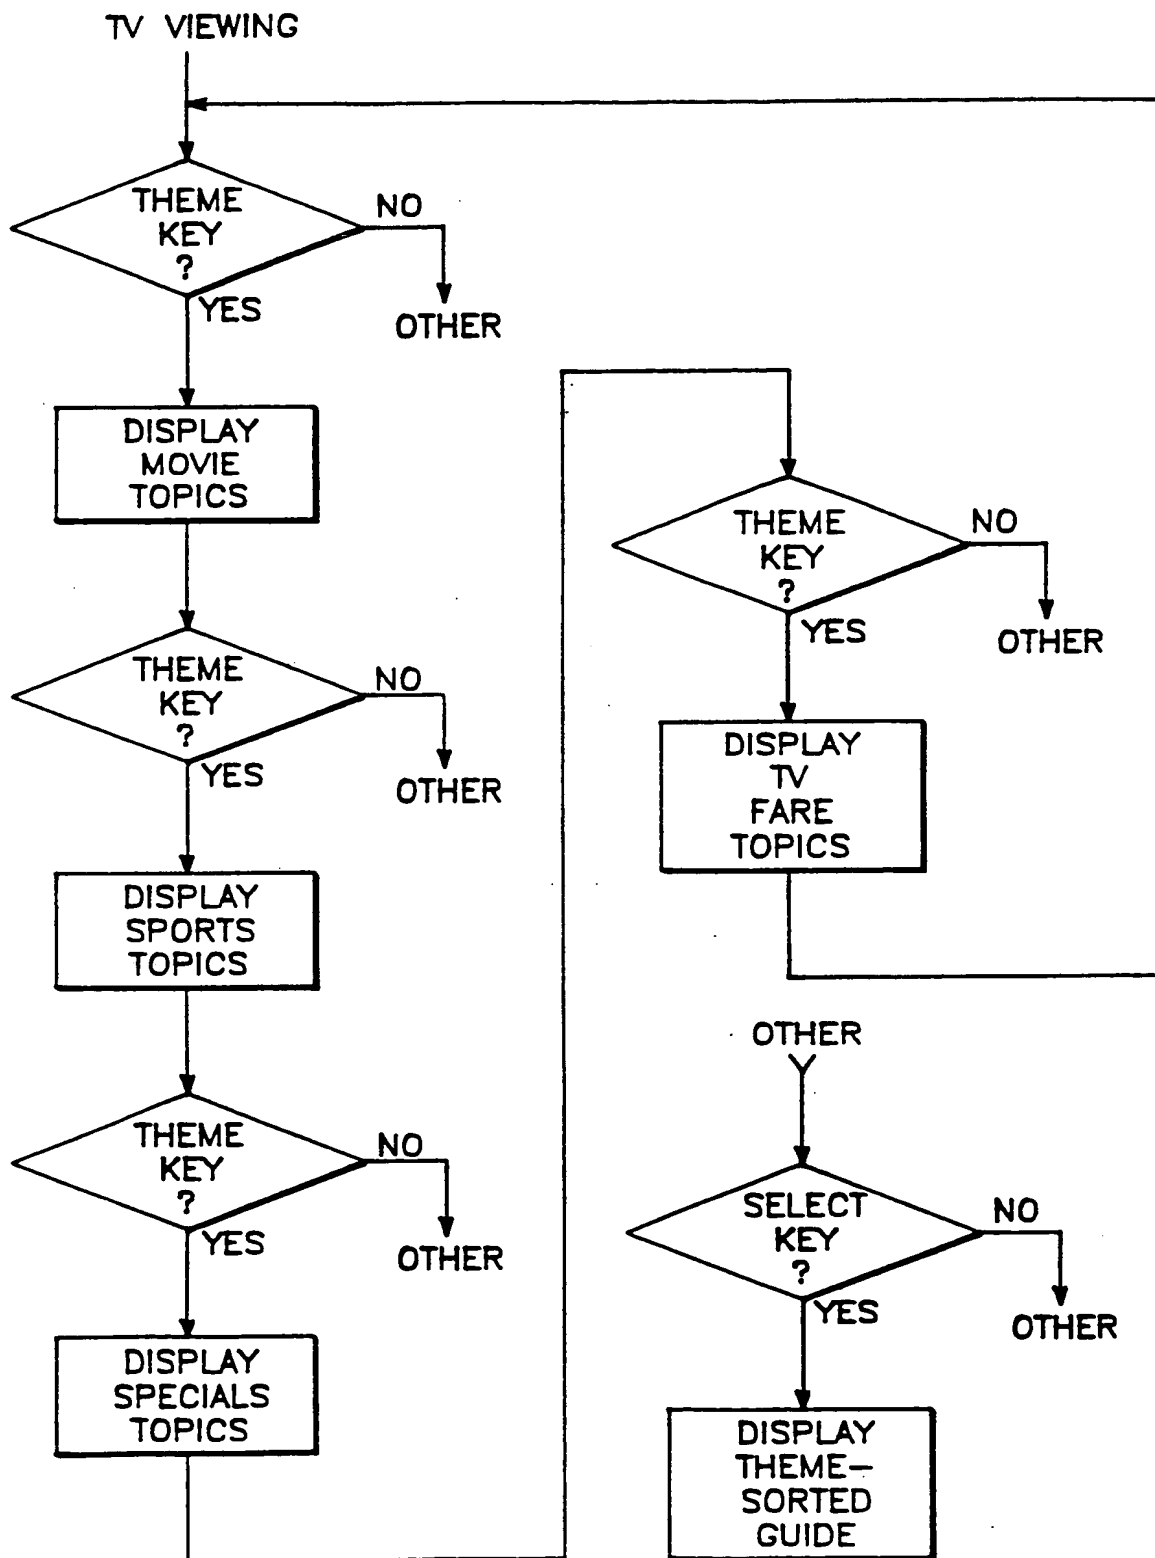 TV VIEWING
THEME
KEY
?
NO
YES
OTHER
DISPLAY
MOVIE
TOPICS
THEME
KEY
?
NO
YES
OTHER
DISPLAY
SPORTS
TOPICS
THEME
KEY
?
NO
YES
OTHER
DISPLAY
SPECIALS
TOPICS
THEME
KEY
?
NO
YES
OTHER
DISPLAY
TV
FARE
TOPICS
OTHER
SELECT
KEY
?
NO
YES
OTHER
DISPLAY
THEME-
SORTED
GUIDE